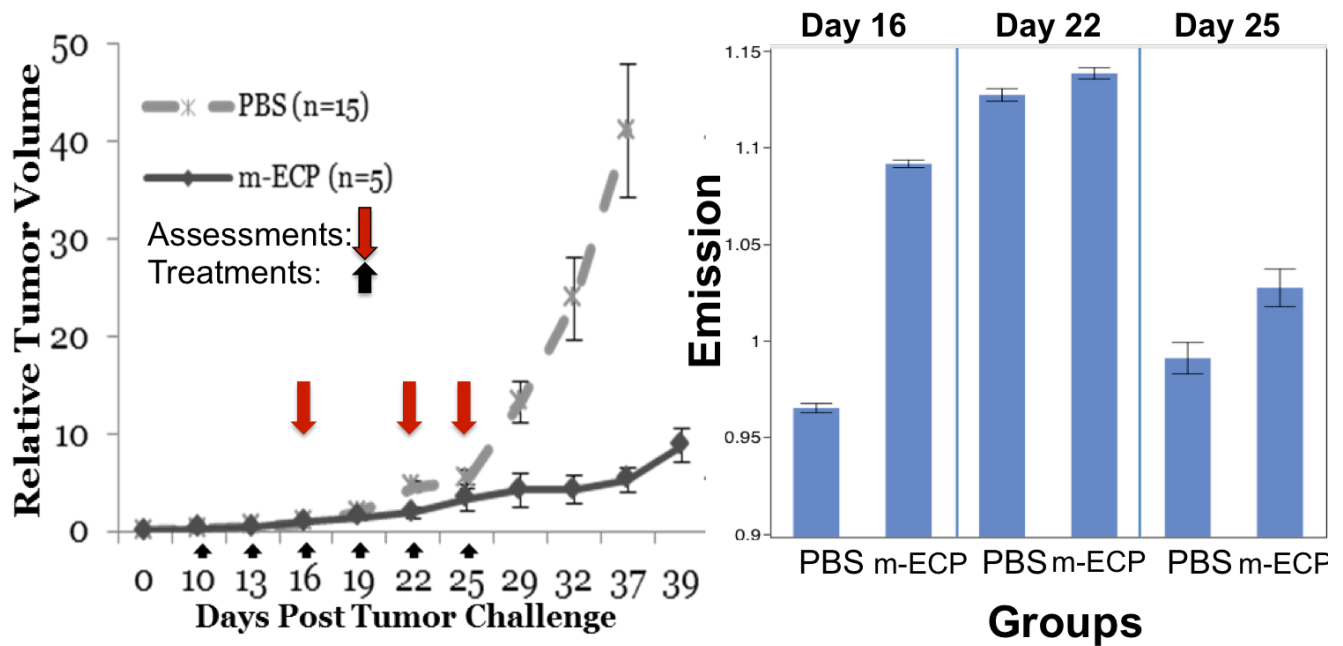 Relative Tumor Volume
50
40
30
20
10
0
PBS (n=15)
m-ECP (n=5)
Assessments:
Treatments:
0 10 13 16 19 22 25 29 32 37 39
Days Post Tumor Challenge
Day 16 Day 22 Day 25
Emission
1.15
1.1
1.05
1
0.95
0.9
PBS m-ECP PBS m-ECP PBS m-ECP
Groups